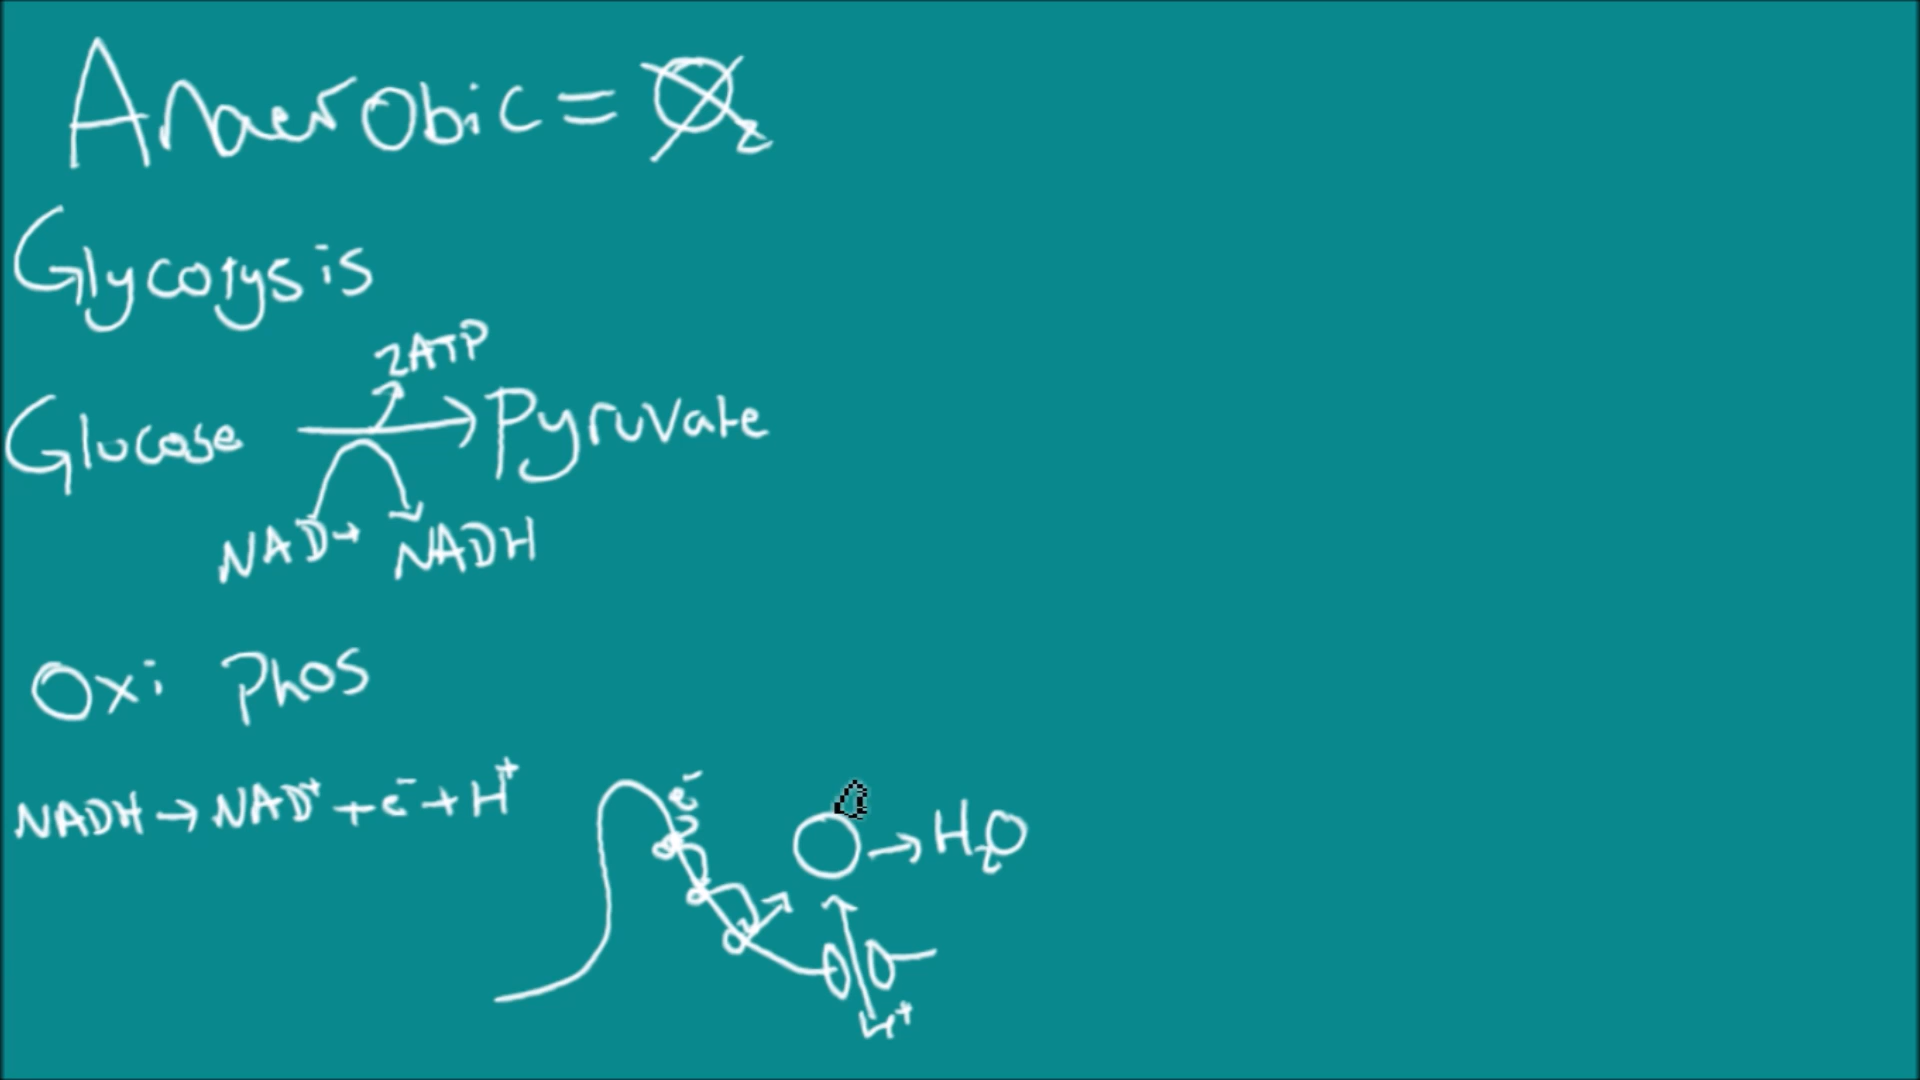 Anaerobic = O2
Glycolysis
2ATP
Glucose → Pyruvate
NAD+ NADH
Oxi Phos
NADH → NAD+ + e- + H+
e-
O → H2O
H+